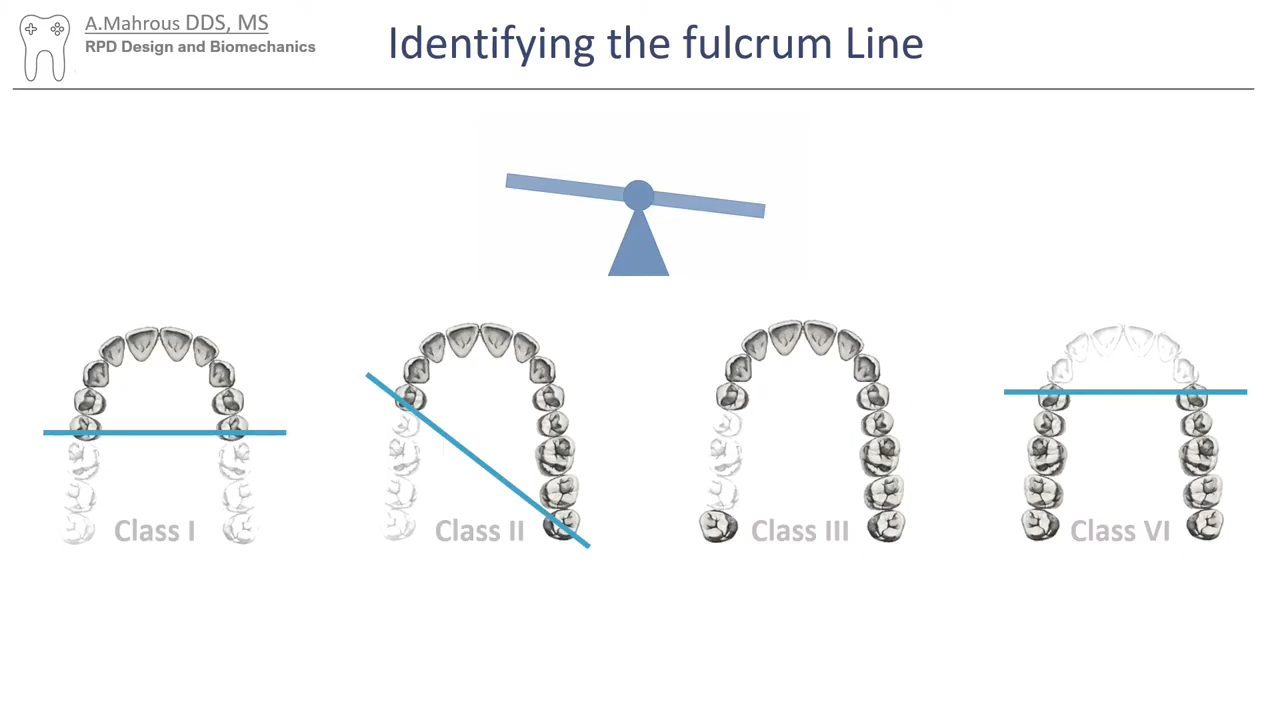 A.Mahrous DDS, MS
RPD Design and Biomechanics
Identifying the fulcrum Line
Class I
Class II
Class III
Class VI